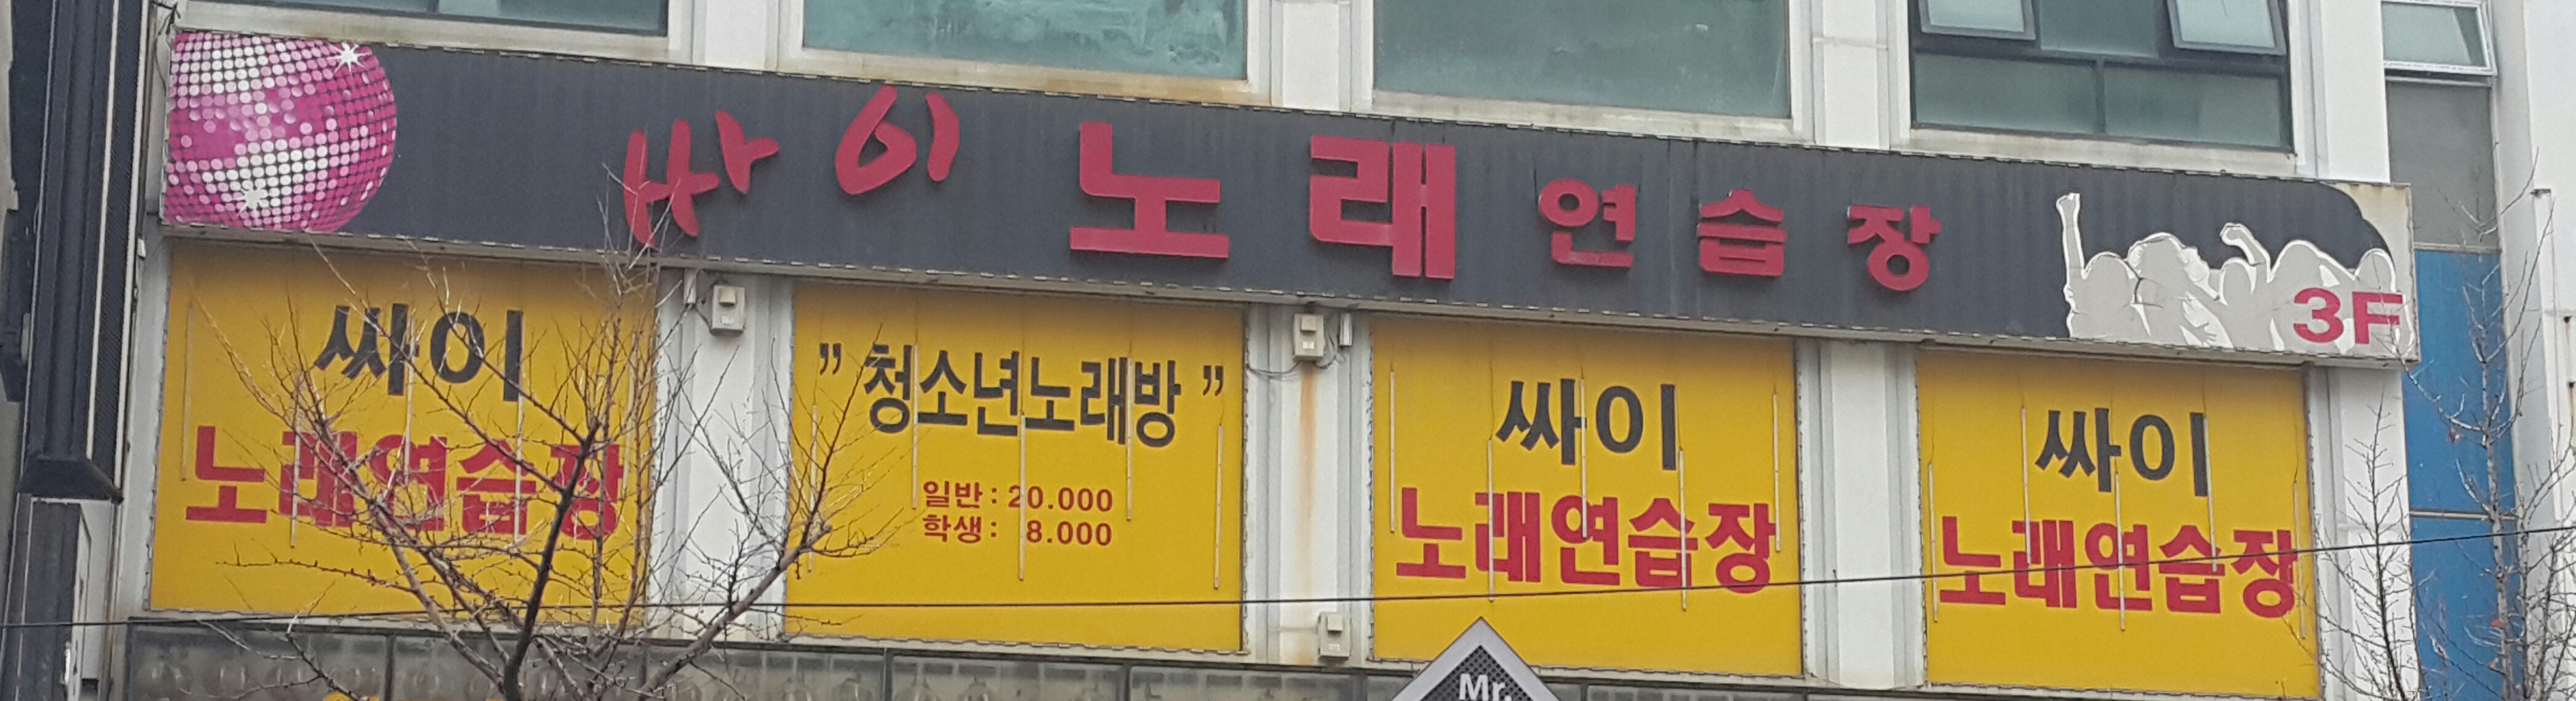 싸이 노래 연습장
3F
싸이
노래연습장
"청소년노래방"
일반: 20.000
학생: 8.000
싸이
노래연습장
싸이
노래연습장
Mr.